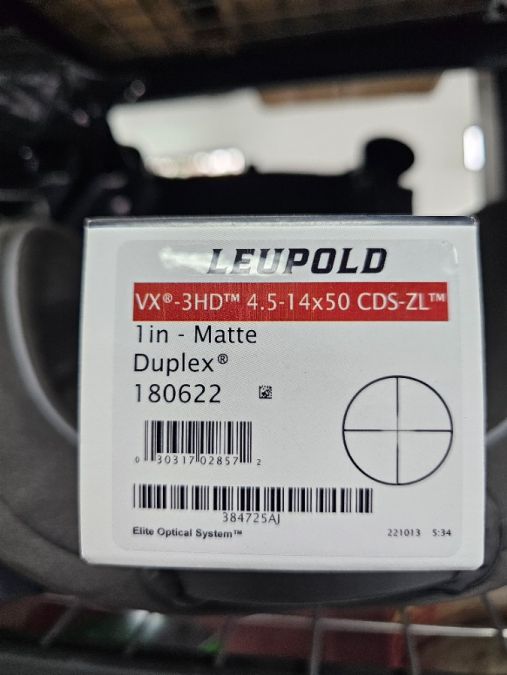 LEUPOLD
VX®-3HD™ 4.5-14x50 CDS-ZL™
1in - Matte
Duplex®
180622
0 30317 02857 2
384725AJ
Elite Optical System™ 221013 5:34